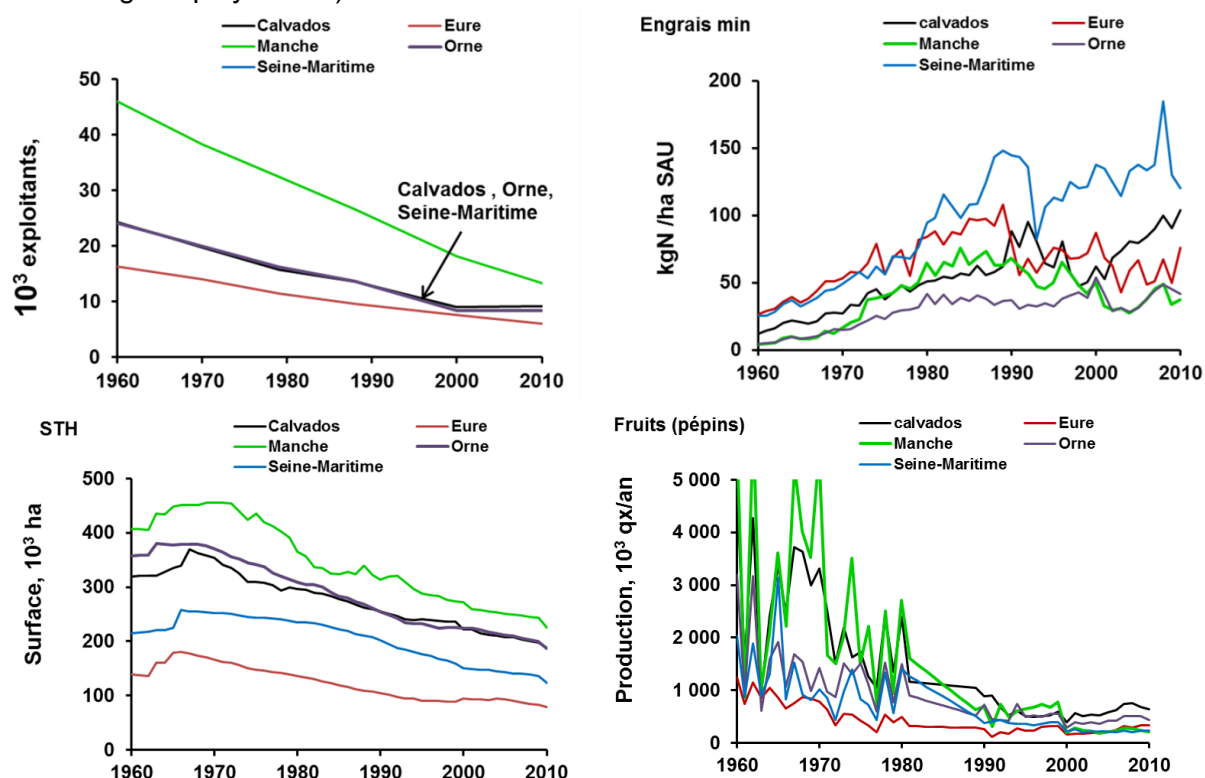 Calvados Eure
Manche Orne
Seine-Maritime
10³ exploitants,
50
40
30
20
10
0
Calvados , Orne,
Seine-Maritime
1960 1970 1980 1990 2000 2010
Engrais min
calvados Eure
Manche Orne
Seine-Maritime
kgN /ha SAU
200
150
100
50
0
1960 1970 1980 1990 2000 2010
STH
Calvados Eure
Manche Orne
Seine-Maritime
Surface, 10³ ha
500
400
300
200
100
0
1960 1970 1980 1990 2000 2010
Fruits (pépins)
calvados Eure
Manche Orne
Seine-Maritime
Production, 10³ qx/an
5 000
4 000
3 000
2 000
1 000
0
1960 1970 1980 1990 2000 2010